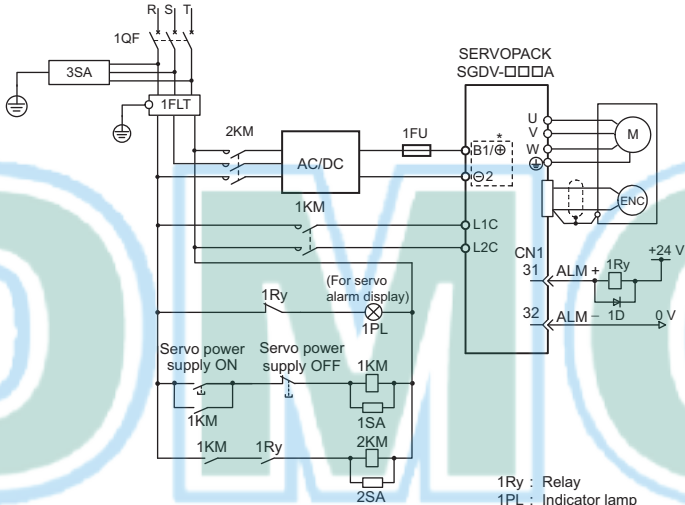 R S T
1QF
3SA
1FLT
SERVOPACK
SGDV-□□□A
2KM
AC/DC
1FU
*
B1/⊕
⊖2
U
V
W
M
ENC
1KM
L1C
L2C
CN1
31
ALM +
1Ry
+24 V
1D
32
ALM −
0 V
(For servo
alarm display)
1Ry
1PL
Servo power
supply ON
Servo power
supply OFF
1KM
1KM
1SA
1KM
1Ry
2KM
2SA
1Ry : Relay
1PL : Indicator lamp